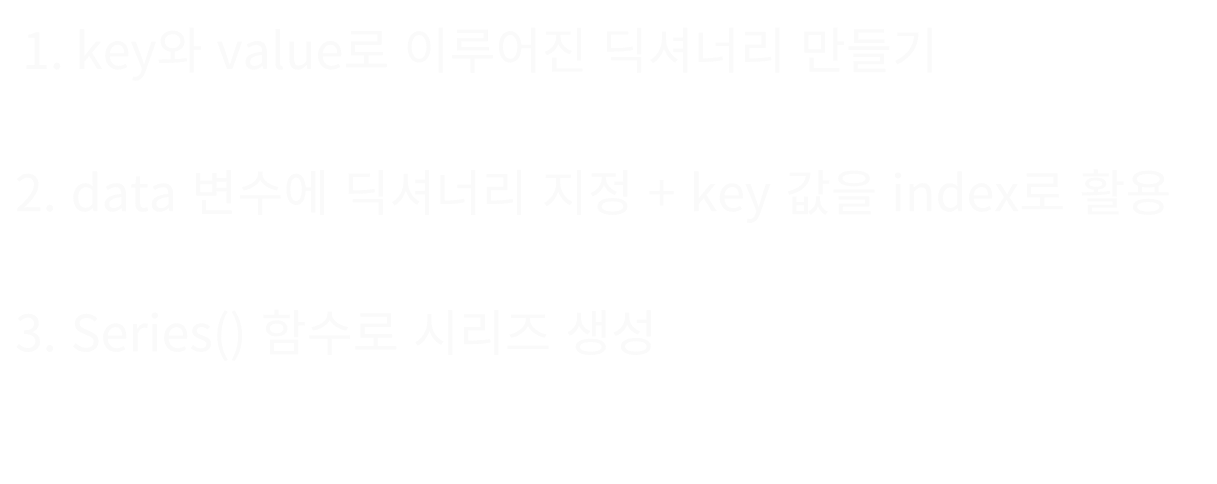 1. key와 value로 이루어진 딕셔너리 만들기
2. data 변수에 딕셔너리 지정 + key 값을 index로 활용
3. Series() 함수로 시리즈 생성